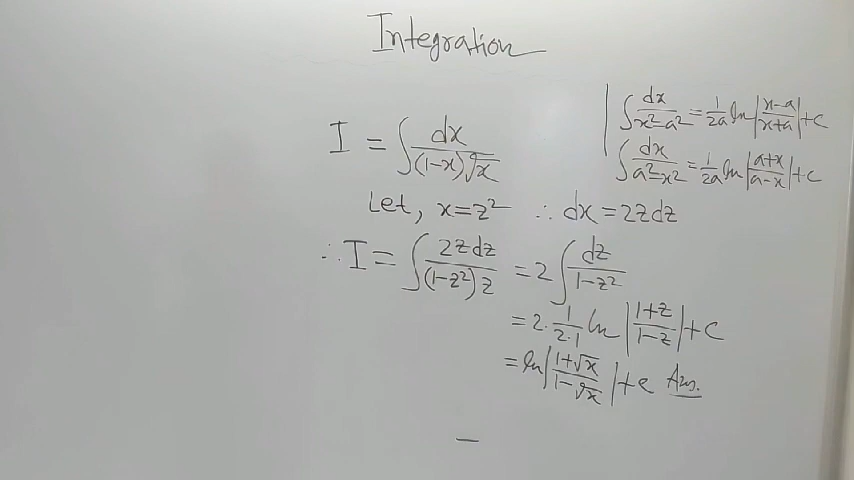 Integration
∫ dx/(x²-a²) = 1/2a ln |(x-a)/(x+a)| + c
∫ dx/(a²-x²) = 1/2a ln |(a+x)/(a-x)| + c
I = ∫ dx/((1-x)√x)
Let, x = z² ∴ dx = 2z dz
∴ I = ∫ 2z dz/((1-z²) z) = 2 ∫ dz/(1-z²)
= 2 · 1/(2·1) ln |(1+z)/(1-z)| + c
= ln |(1+√x)/(1-√x)| + c Ans.